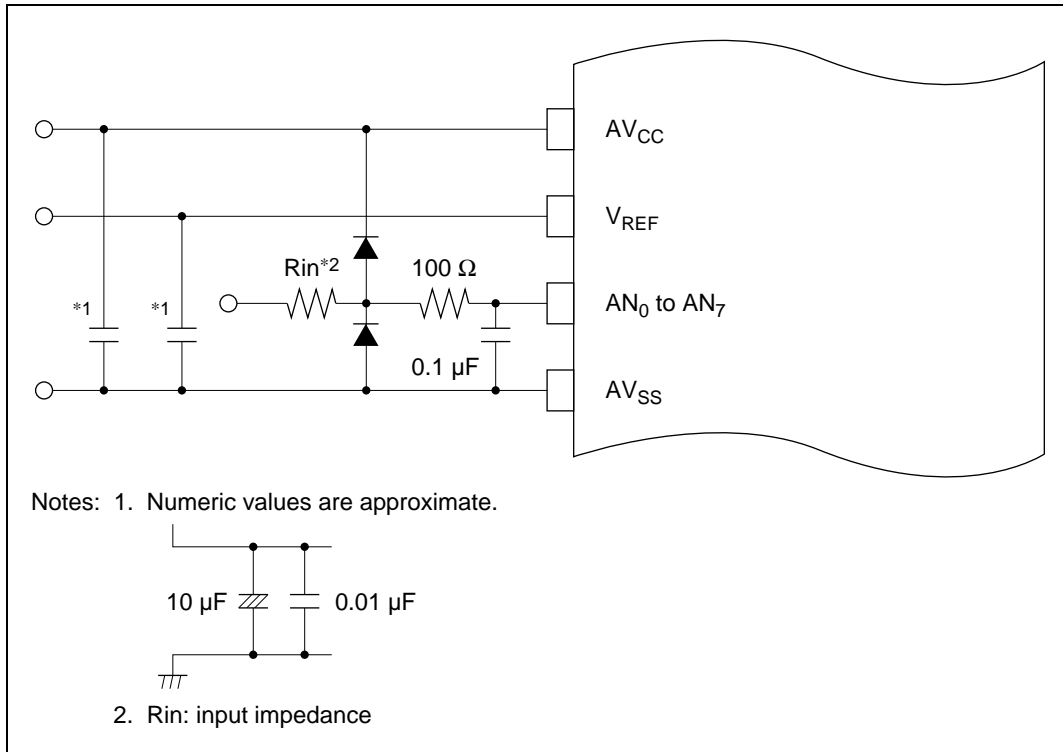 AVCC
VREF
Rin*2
100 Ω
*1
*1
AN0 to AN7
0.1 µF
AVSS
Notes: 1. Numeric values are approximate.
10 µF
0.01 µF
2. Rin: input impedance